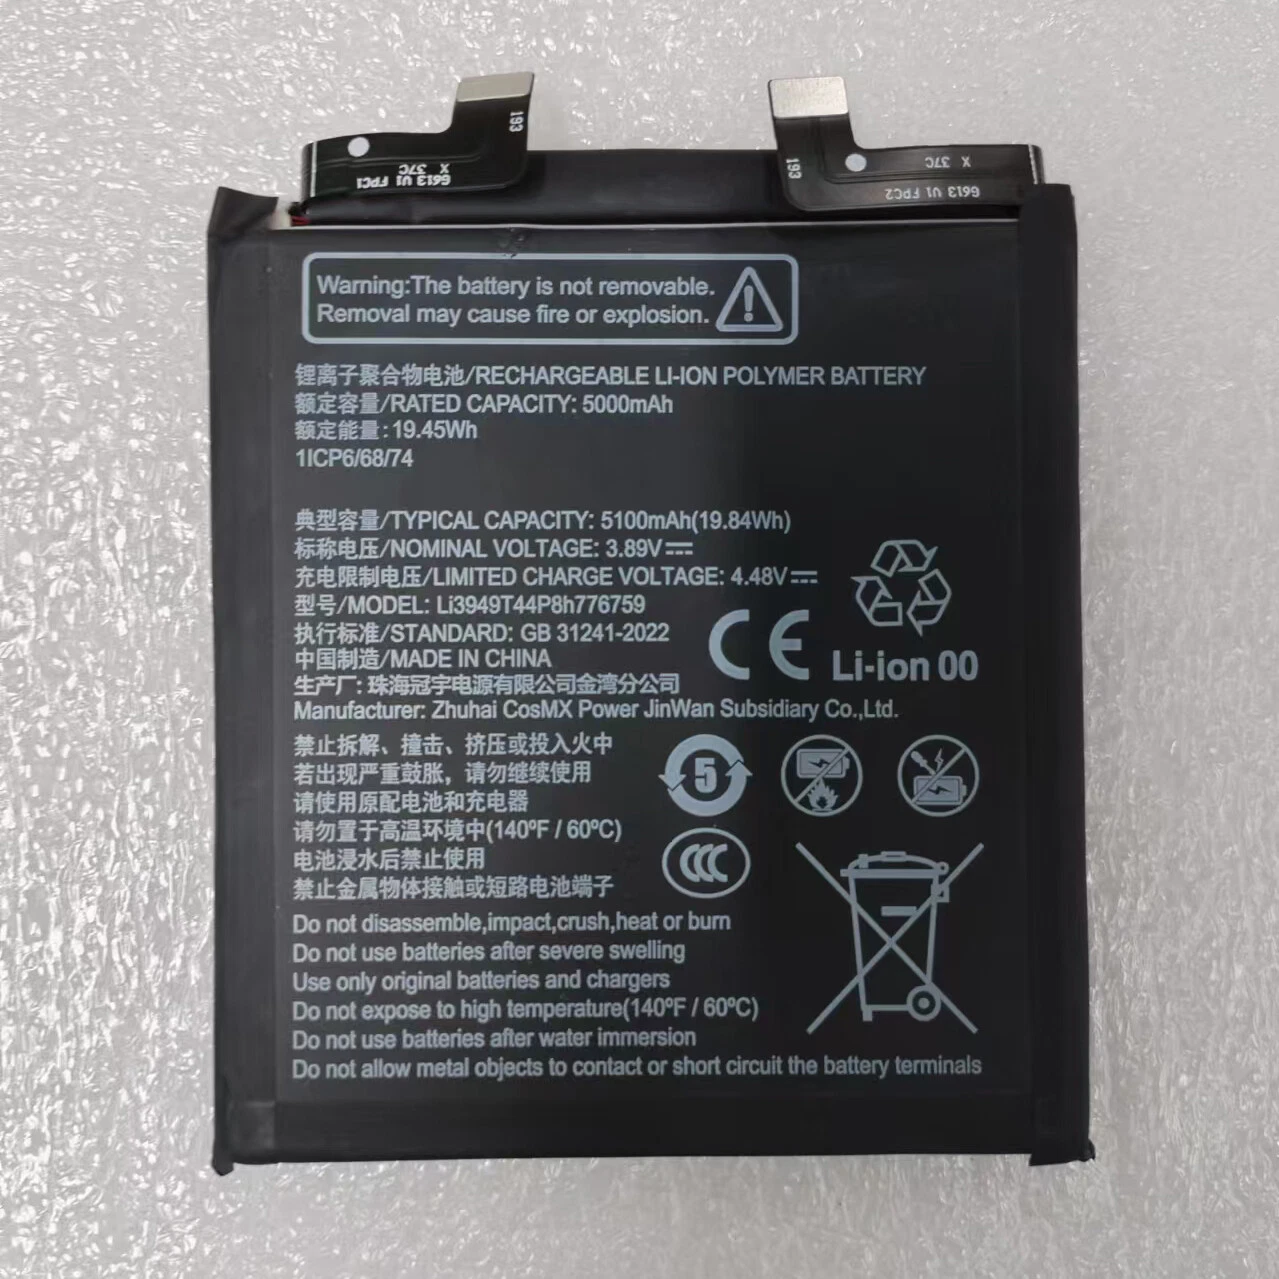 193
X 37C
G613 V1 FPC1
193
X 37C
G613 V1 FPC2
Warning:The battery is not removable.
Removal may cause fire or explosion.
锂离子聚合物电池/RECHARGEABLE LI-ION POLYMER BATTERY
额定容量/RATED CAPACITY: 5000mAh
额定能量: 19.45Wh
1ICP6/68/74
典型容量/TYPICAL CAPACITY: 5100mAh(19.84Wh)
标称电压/NOMINAL VOLTAGE: 3.89V⎓
充电限制电压/LIMITED CHARGE VOLTAGE: 4.48V⎓
型号/MODEL: Li3949T44P8h776759
执行标准/STANDARD: GB 31241-2022
中国制造/MADE IN CHINA
CE
Li-ion 00
生产厂: 珠海冠宇电源有限公司金湾分公司
Manufacturer: Zhuhai CosMX Power JinWan Subsidiary Co.,Ltd.
禁止拆解、撞击、挤压或投入火中
若出现严重鼓胀，请勿继续使用
请使用原配电池和充电器
请勿置于高温环境中(140ºF / 60ºC)
电池浸水后禁止使用
禁止金属物体接触或短路电池端子
5
CCC
Do not disassemble,impact,crush,heat or burn
Do not use batteries after severe swelling
Use only original batteries and chargers
Do not expose to high temperature(140ºF / 60ºC)
Do not use batteries after water immersion
Do not allow metal objects to contact or short circuit the battery terminals